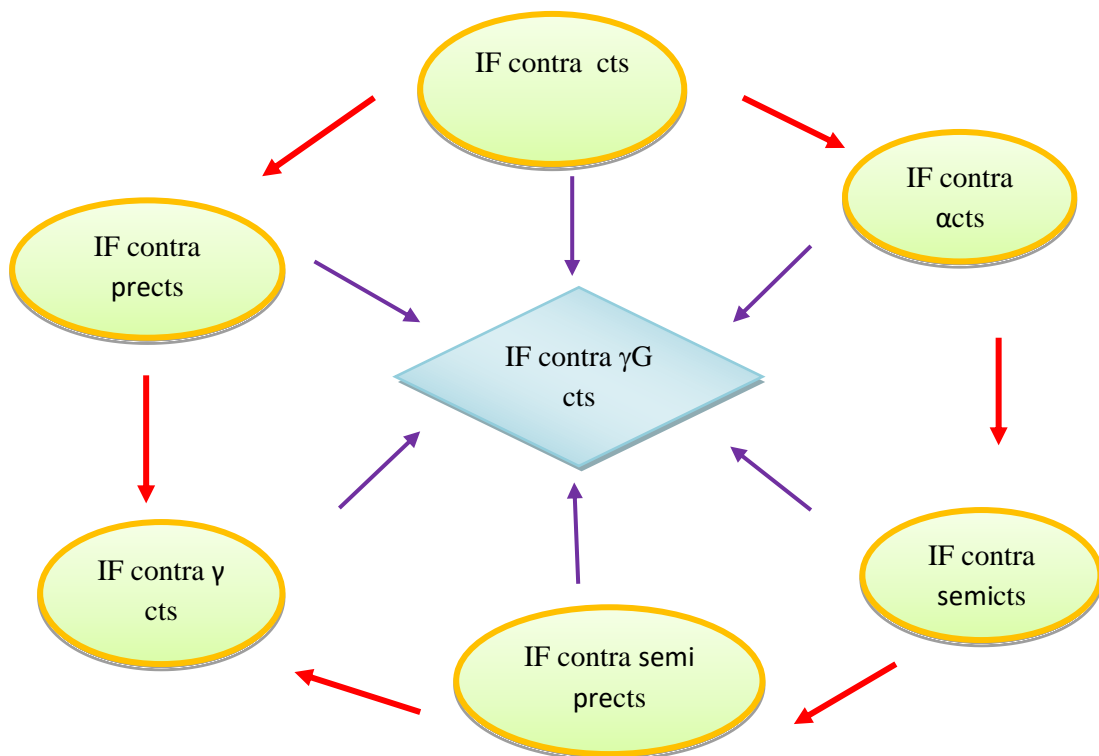 IF contra cts
IF contra
αcts
IF contra
prects
IF contra γG
cts
IF contra γ
cts
IF contra
semicts
IF contra semi
prects